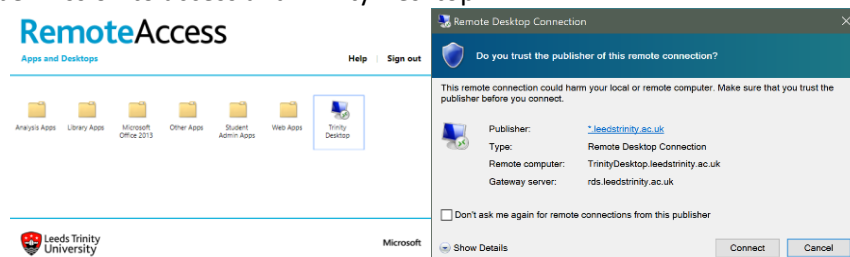 RemoteAccess
Apps and Desktops
Help | Sign out
Analysis Apps
Library Apps
Microsoft
Office 2013
Other Apps
Student
Admin Apps
Web Apps
Trinity
Desktop
Leeds Trinity
University
Microsoft
Remote Desktop Connection
Do you trust the publisher of this remote connection?
This remote connection could harm your local or remote computer. Make sure that you trust the
publisher before you connect.
Publisher: *.leedstrinity.ac.uk
Type: Remote Desktop Connection
Remote computer: TrinityDesktop.leedstrinity.ac.uk
Gateway server: rds.leedstrinity.ac.uk
Don't ask me again for remote connections from this publisher
Show Details
Connect
Cancel